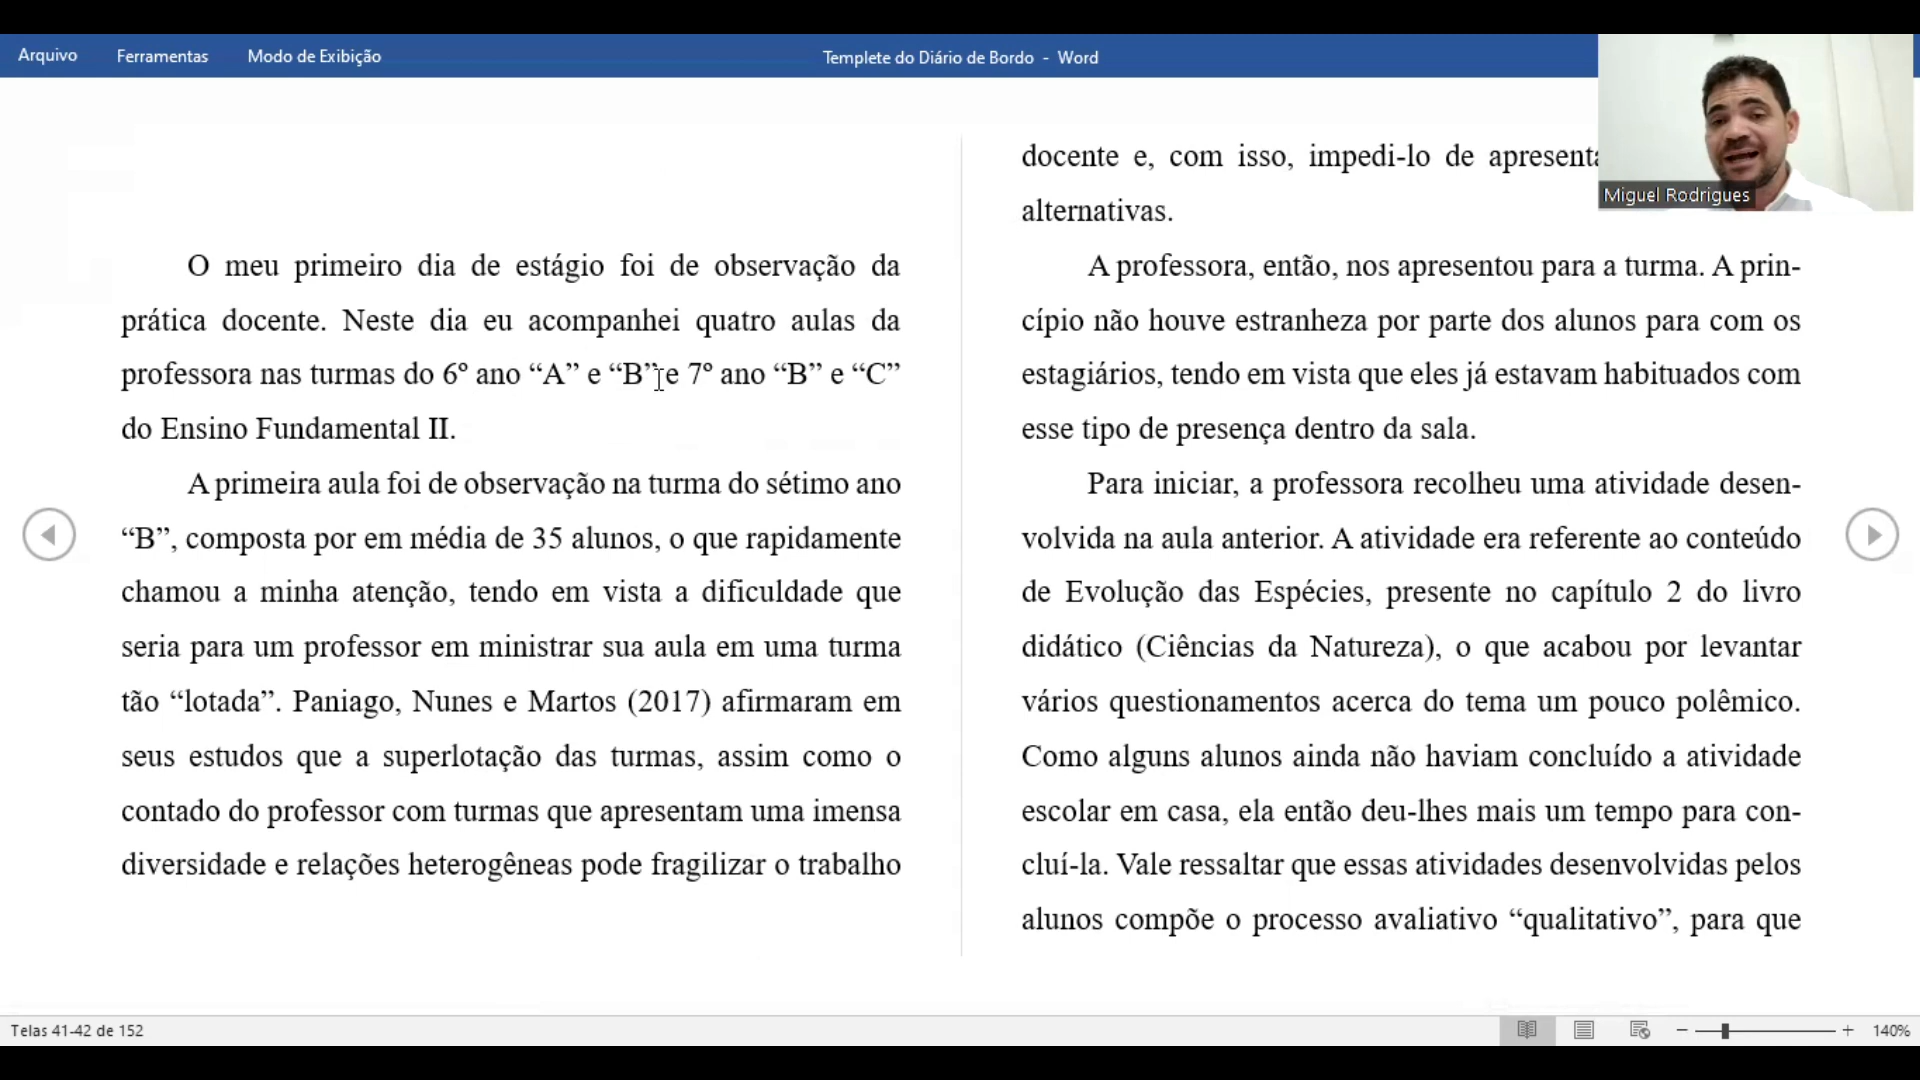 Arquivo Ferramentas Modo de Exibição Templete do Diário de Bordo - Word
Miguel Rodrigues
O meu primeiro dia de estágio foi de observação da
prática docente. Neste dia eu acompanhei quatro aulas da
professora nas turmas do 6º ano “A” e “B” e 7º ano “B” e “C”
do Ensino Fundamental II.
A primeira aula foi de observação na turma do sétimo ano
“B”, composta por em média de 35 alunos, o que rapidamente
chamou a minha atenção, tendo em vista a dificuldade que
seria para um professor em ministrar sua aula em uma turma
tão “lotada”. Paniago, Nunes e Martos (2017) afirmaram em
seus estudos que a superlotação das turmas, assim como o
contado do professor com turmas que apresentam uma imensa
diversidade e relações heterogêneas pode fragilizar o trabalho
docente e, com isso, impedi-lo de
alternativas.
A professora, então, nos apresentou para a turma. A prin-
cípio não houve estranheza por parte dos alunos para com os
estagiários, tendo em vista que eles já estavam habituados com
esse tipo de presença dentro da sala.
Para iniciar, a professora recolheu uma atividade desen-
volvida na aula anterior. A atividade era referente ao conteúdo
de Evolução das Espécies, presente no capítulo 2 do livro
didático (Ciências da Natureza), o que acabou por levantar
vários questionamentos acerca do tema um pouco polêmico.
Como alguns alunos ainda não haviam concluído a atividade
escolar em casa, ela então deu-lhes mais um tempo para con-
cluí-la. Vale ressaltar que essas atividades desenvolvidas pelos
alunos compõe o processo avaliativo “qualitativo”, para que
Telas 41-42 de 152
140%